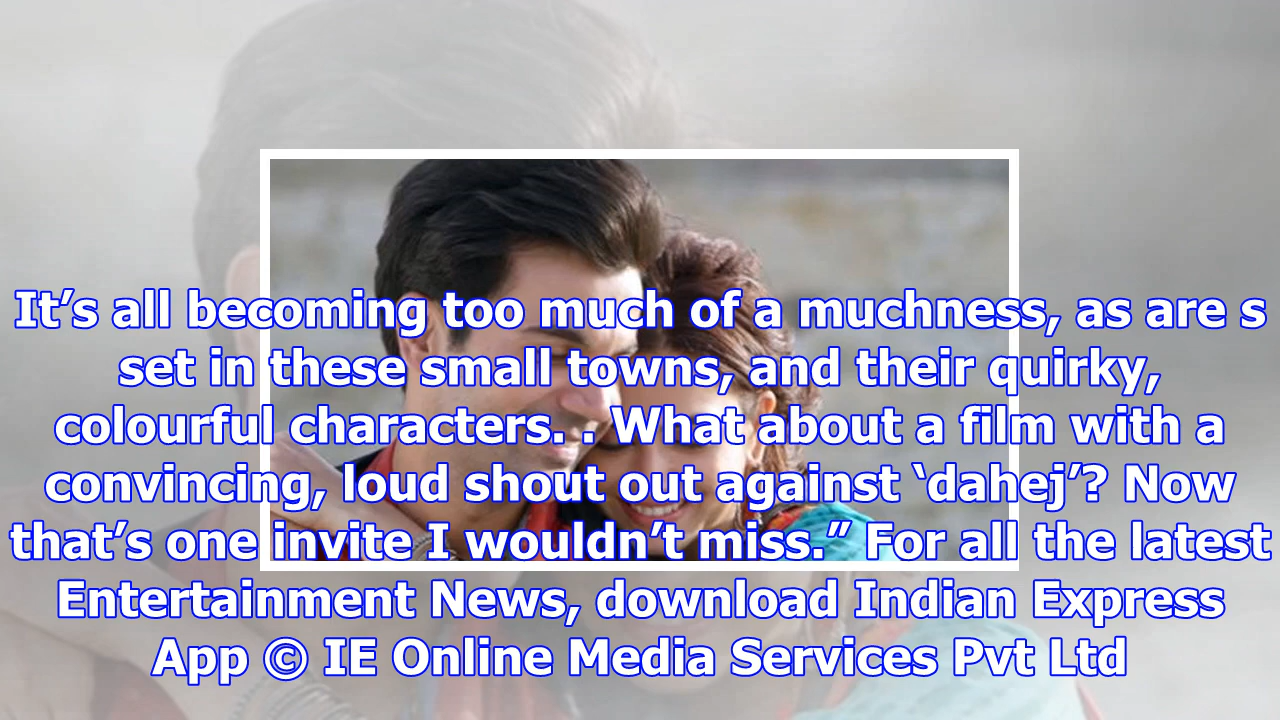 It’s all becoming too much of a muchness, as are s
set in these small towns, and their quirky,
colourful characters. . What about a film with a
convincing, loud shout out against ‘dahej’? Now
that’s one invite I wouldn’t miss.” For all the latest
Entertainment News, download Indian Express
App © IE Online Media Services Pvt Ltd